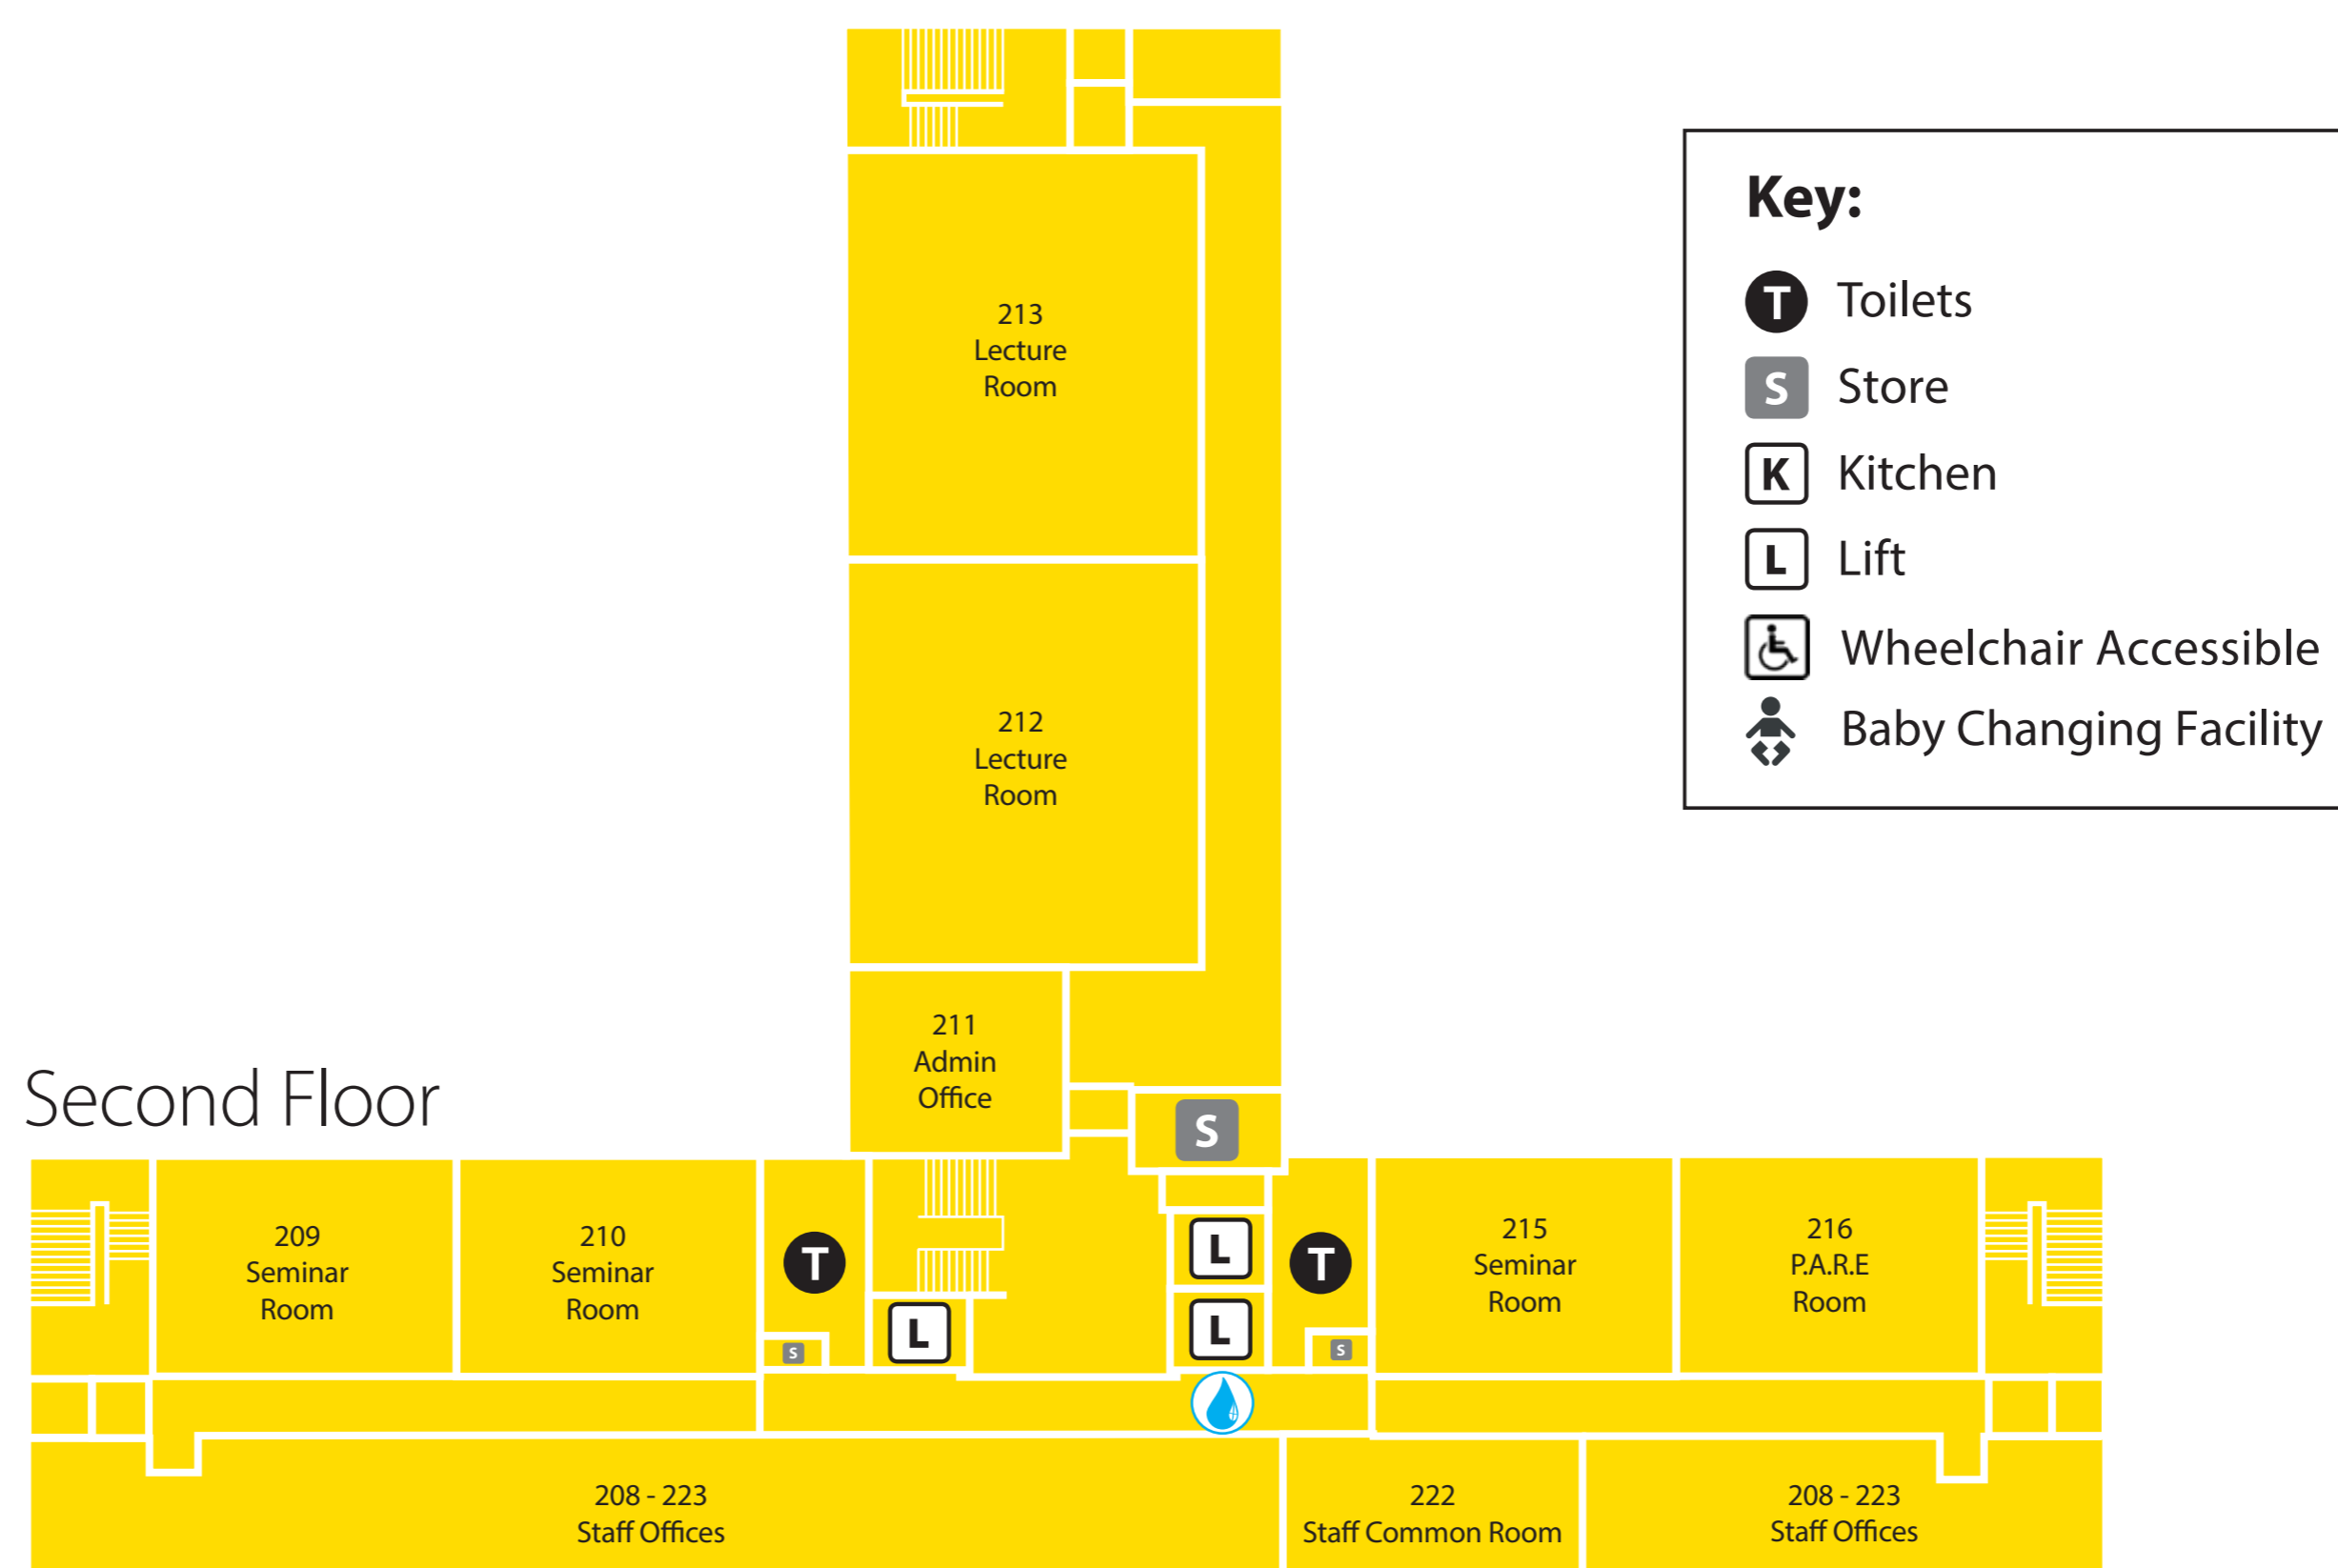 Key:
T Toilets
S Store
K Kitchen
L Lift
Wheelchair Accessible
Baby Changing Facility
213
Lecture
Room
212
Lecture
Room
211
Admin
Office
S
Second Floor
209
Seminar
Room
210
Seminar
Room
T
S
L
L
L
T
S
215
Seminar
Room
216
P.A.R.E
Room
208 - 223
Staff Offices
222
Staff Common Room
208 - 223
Staff Offices